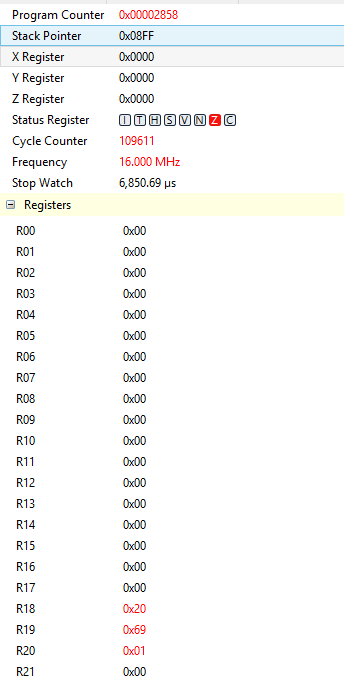 Program Counter 0x00002858
Stack Pointer 0x08FF
X Register 0x0000
Y Register 0x0000
Z Register 0x0000
Status Register I T H S V N Z C
Cycle Counter 109611
Frequency 16.000 MHz
Stop Watch 6,850.69 µs
Registers
R00 0x00
R01 0x00
R02 0x00
R03 0x00
R04 0x00
R05 0x00
R06 0x00
R07 0x00
R08 0x00
R09 0x00
R10 0x00
R11 0x00
R12 0x00
R13 0x00
R14 0x00
R15 0x00
R16 0x00
R17 0x00
R18 0x20
R19 0x69
R20 0x01
R21 0x00